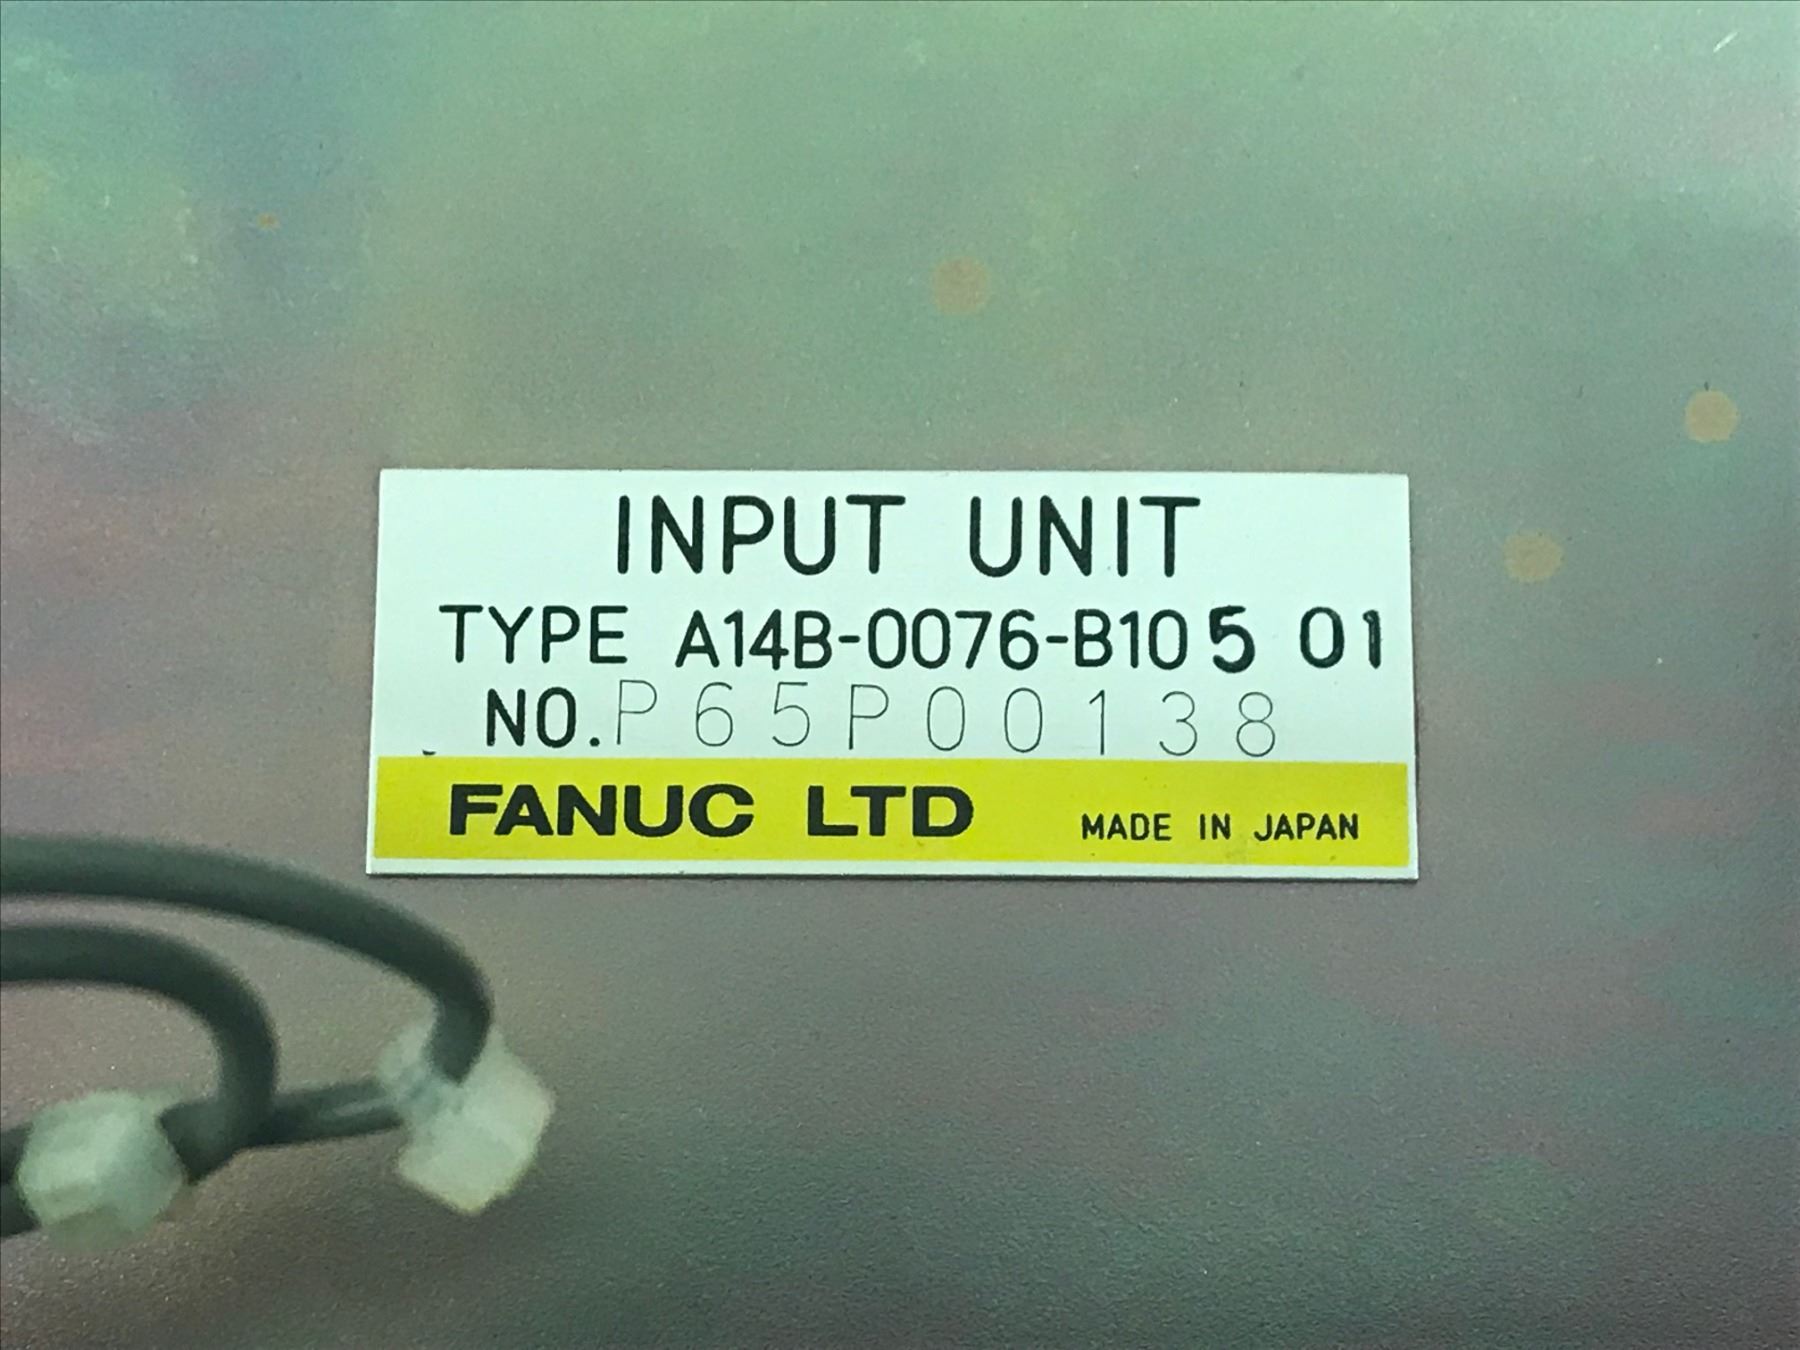 INPUT UNIT
TYPE A14B-0076-B105 01
NO. P65P00138
FANUC LTD MADE IN JAPAN